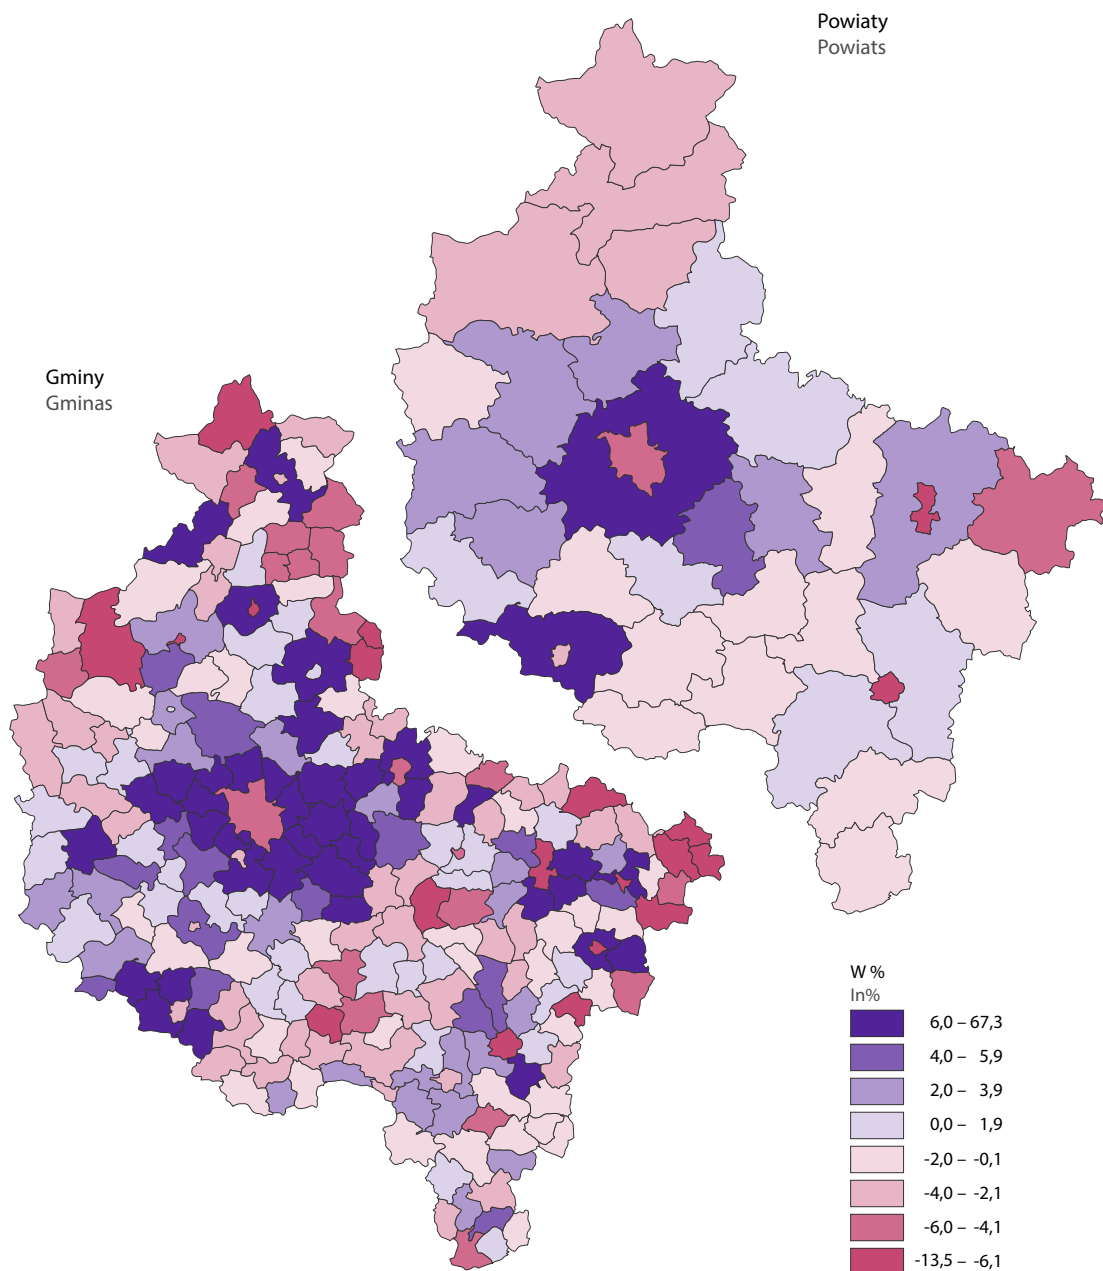 Powiaty
Powiats
Gminy
Gminas
W %
In%
6,0 – 67,3
4,0 – 5,9
2,0 – 3,9
0,0 – 1,9
-2,0 – -0,1
-4,0 – -2,1
-6,0 – -4,1
-13,5 – -6,1